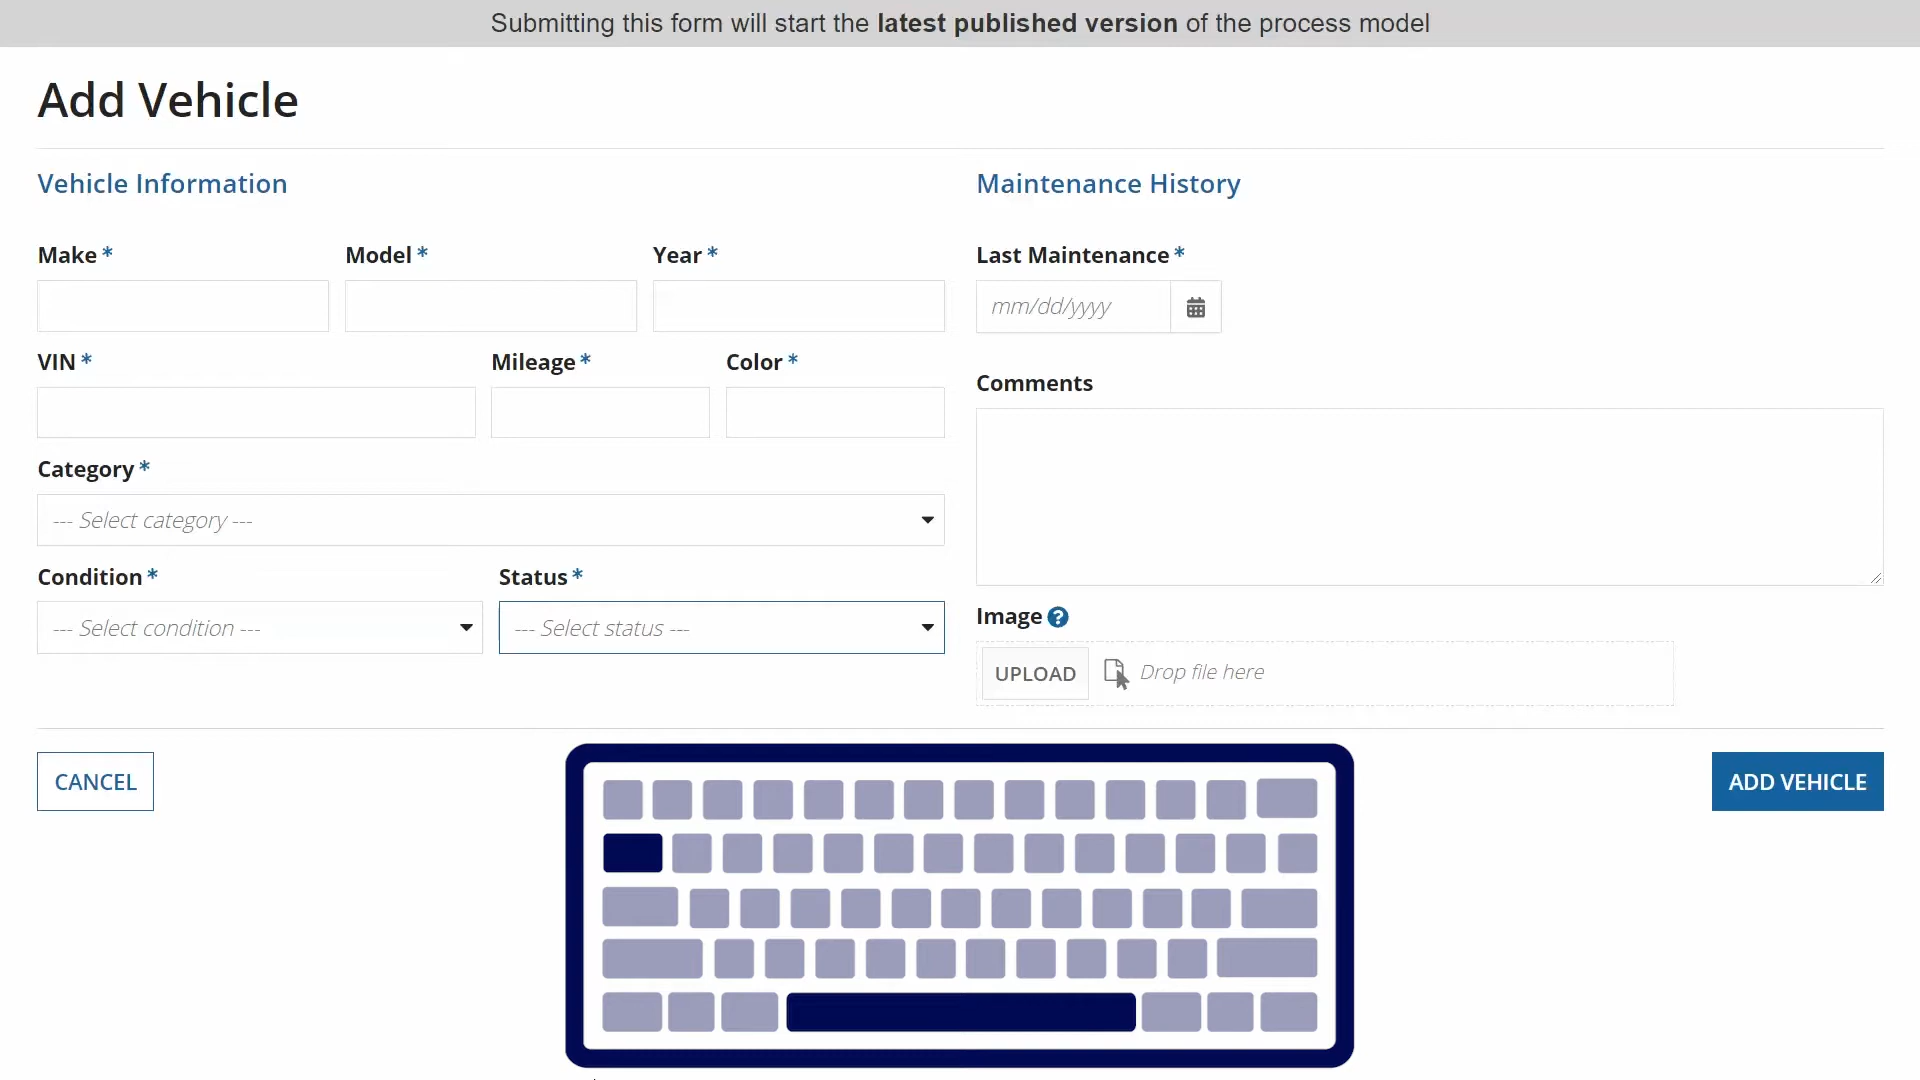 Submitting this form will start the latest published version of the process model
Add Vehicle
Vehicle Information
Make *
Model *
Year *
VIN *
Mileage *
Color *
Category *
--- Select category ---
Condition *
--- Select condition ---
Status *
--- Select status ---
Maintenance History
Last Maintenance *
mm/dd/yyyy
Comments
Image ?
UPLOAD
Drop file here
CANCEL
ADD VEHICLE